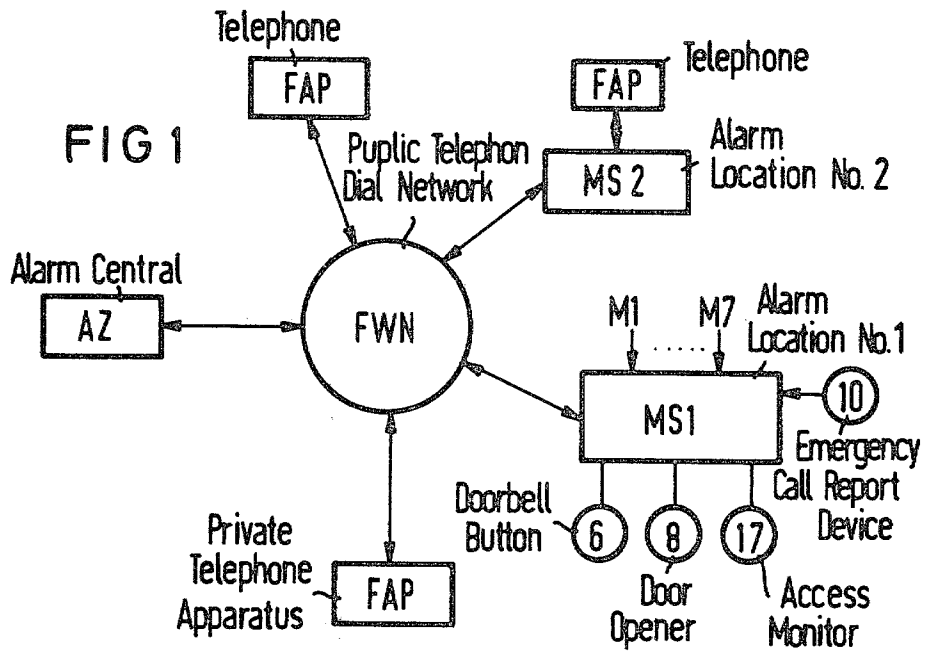 Telephone
FAP
FAP
Telephone
FIG 1
Puplic Telephon
Dial Network
MS 2
Alarm
Location No. 2
Alarm Central
AZ
FWN
M1
.....
M7
Alarm
Location No. 1
MS1
10
Emergency
Call Report
Device
Doorbell
Button
6
8
17
Door
Opener
Access
Monitor
Private
Telephone
Apparatus
FAP